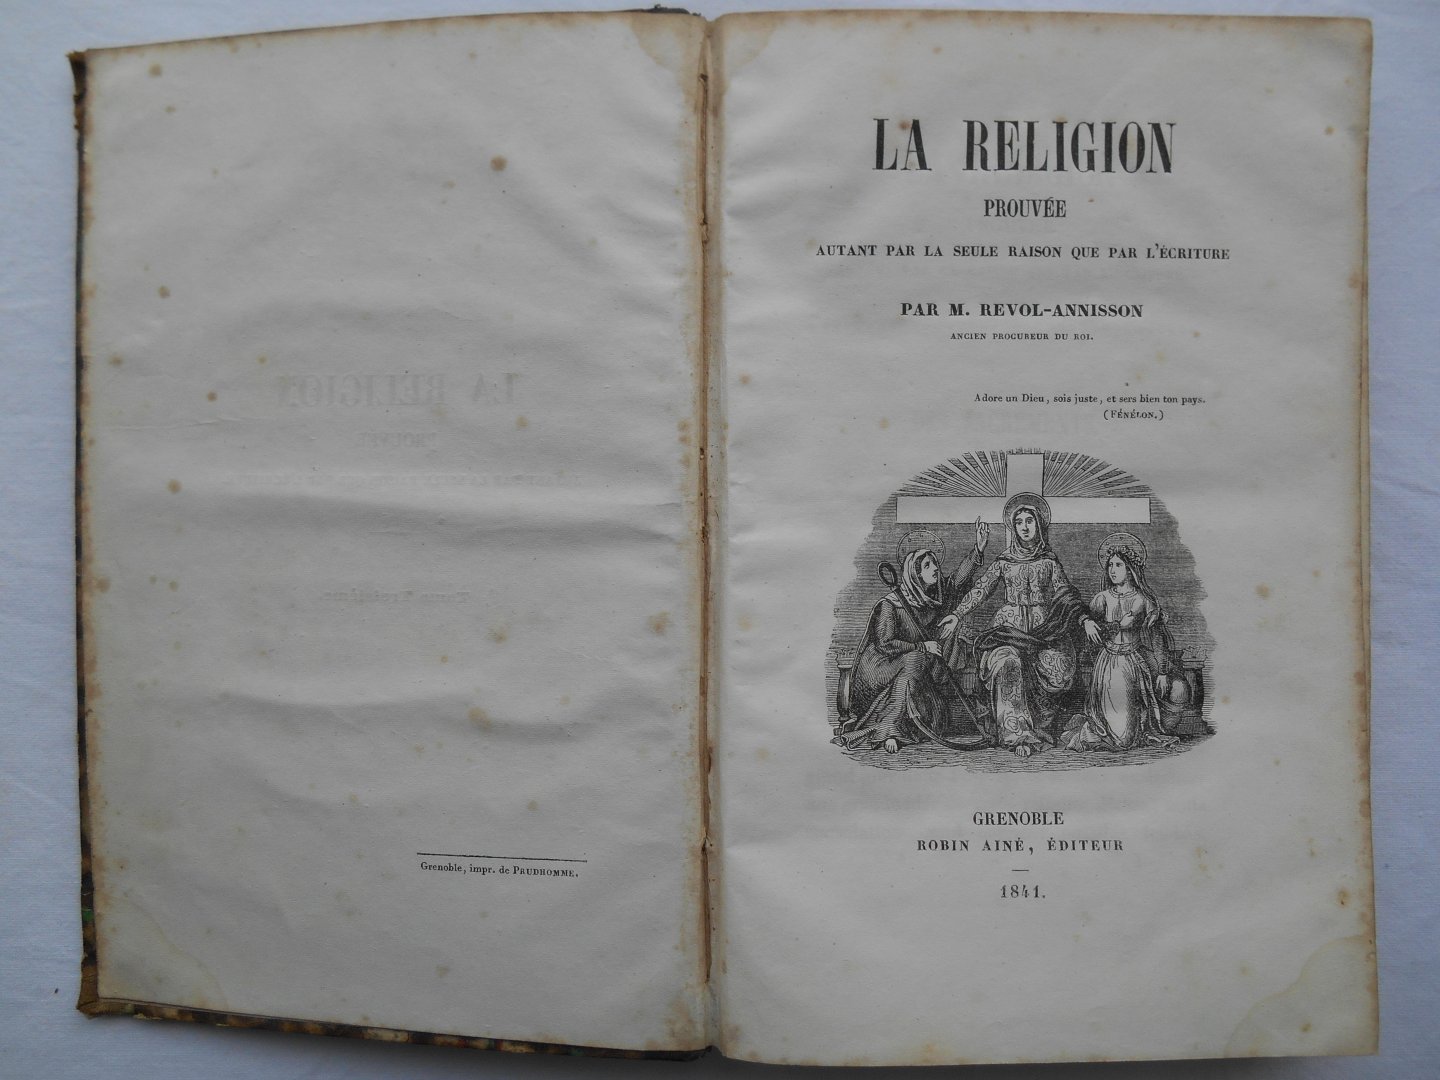 Grenoble, impr. de PRUDHOMME.
LA RELIGION
PROUVÉE
AUTANT PAR LA SEULE RAISON QUE PAR L'ÉCRITURE
PAR M. REVOL-ANNISSON
ANCIEN PROCUREUR DU ROI.
Adore un Dieu, sois juste, et sers bien ton pays.
(FÉNÉLON.)
GRENOBLE
ROBIN AINÉ, ÉDITEUR
1841.